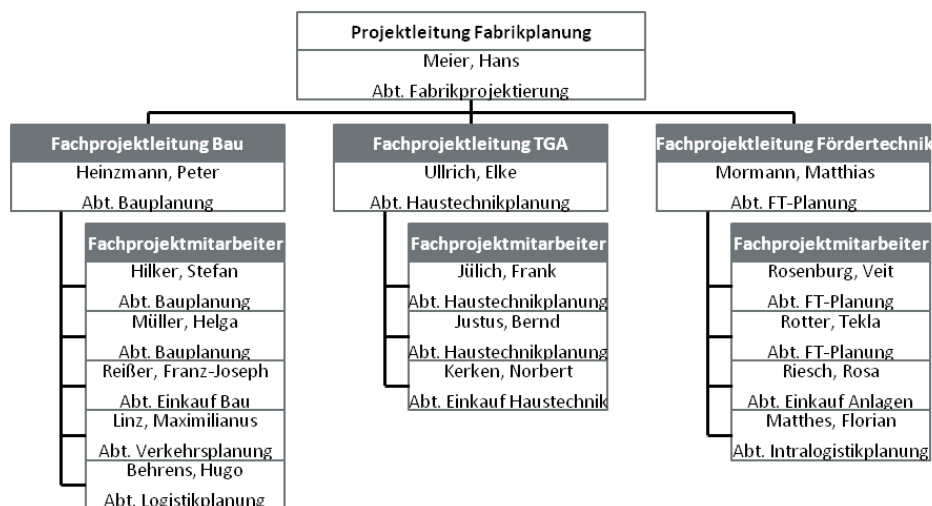 Projektleitung Fabrikplanung
Meier, Hans
Abt. Fabrikprojektierung
Fachprojektleitung Bau
Heinzmann, Peter
Abt. Bauplanung
Fachprojektmitarbeiter
Hilker, Stefan
Abt. Bauplanung
Müller, Helga
Abt. Bauplanung
Reißer, Franz-Joseph
Abt. Einkauf Bau
Linz, Maximilianus
Abt. Verkehrsplanung
Behrens, Hugo
Abt. Logistikplanung
Fachprojektleitung TGA
Ullrich, Elke
Abt. Haustechnikplanung
Fachprojektmitarbeiter
Jülich, Frank
Abt. Haustechnikplanung
Justus, Bernd
Abt. Haustechnikplanung
Kerken, Norbert
Abt. Einkauf Haustechnik
Fachprojektleitung Fördertechnik
Mormann, Matthias
Abt. FT-Planung
Fachprojektmitarbeiter
Rosenburg, Veit
Abt. FT-Planung
Rotter, Tekla
Abt. FT-Planung
Riesch, Rosa
Abt. Einkauf Anlagen
Matthes, Florian
Abt. Intralogistikplanung